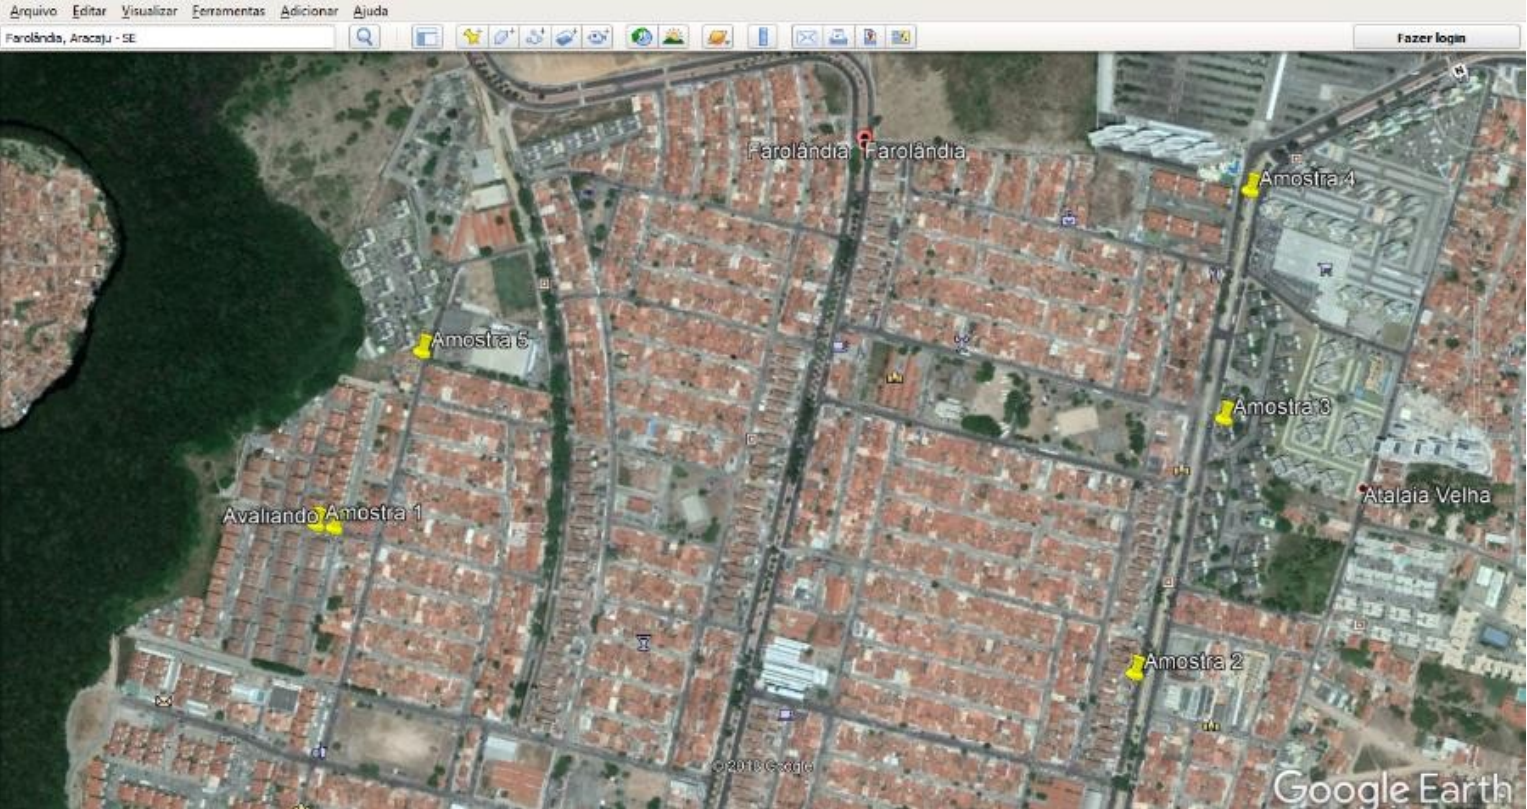 Arquivo Editar Visualizar Ferramentas Adicionar Ajuda
Farolândia, Aracaju - SE
Fazer login
Farolândia Farolândia
Amostra 4
Amostra 5
Amostra 3
Atalaia Velha
Avaliando Amostra 1
Amostra 2
Google Earth